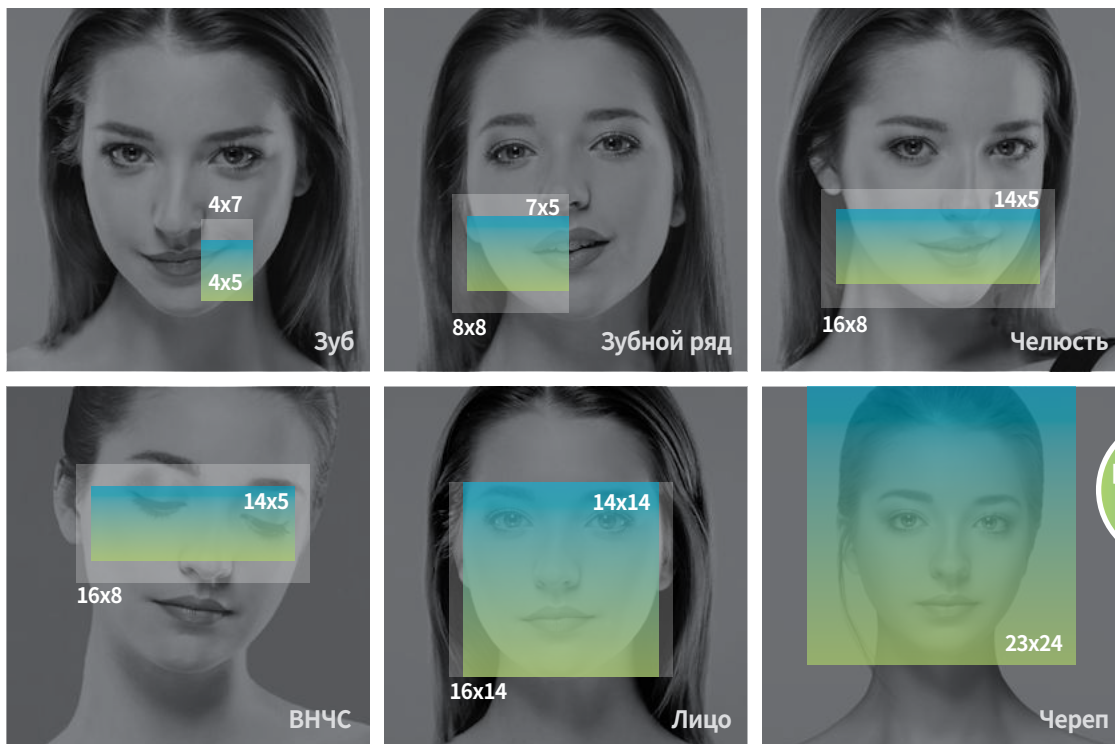 4x7
4x5
Зуб
7x5
8x8
Зубной ряд
14x5
16x8
Челюсть
14x5
16x8
ВНЧС
14x14
16x14
Лицо
23x24
Череп